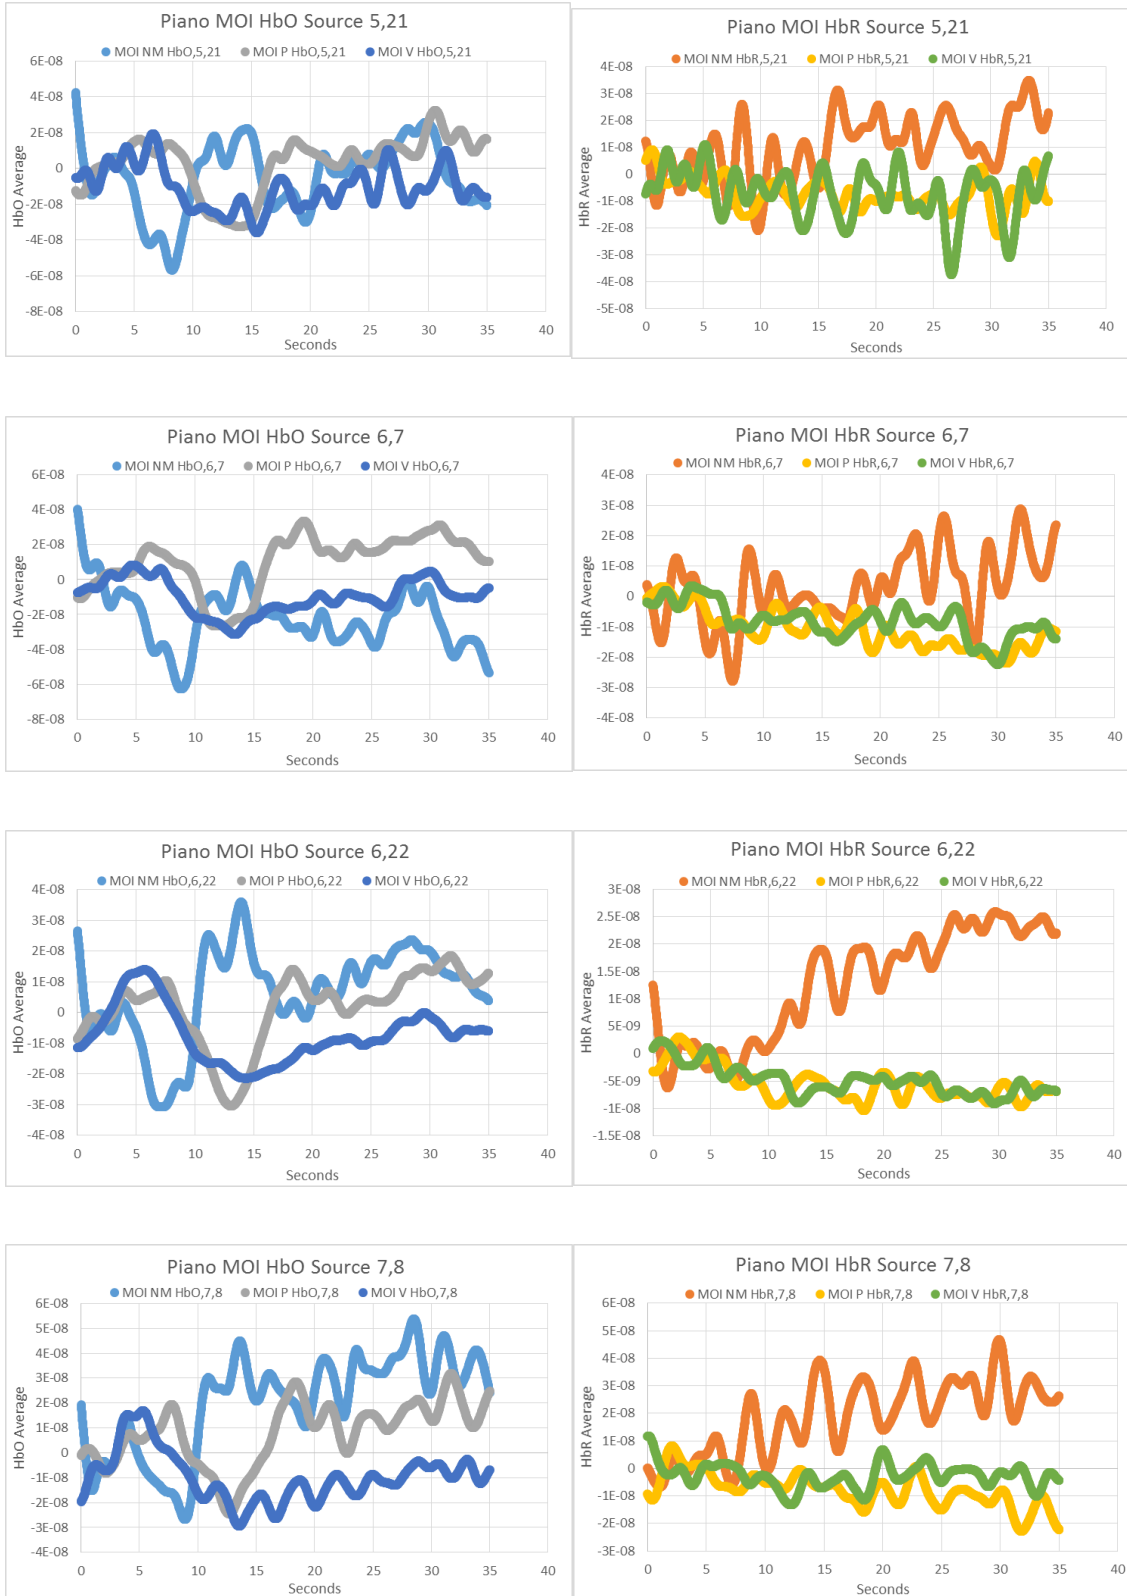 Piano MOI HbO Source 5,21
MOI NM HbO,5,21 MOI P HbO,5,21 MOI V HbO,5,21
6E-08
4E-08
2E-08
0
-2E-08
-4E-08
-6E-08
-8E-08
HbO Average
0 5 10 15 20 25 30 35 40
Seconds
Piano MOI HbR Source 5,21
MOI NM HbR,5,21 MOI P HbR,5,21 MOI V HbR,5,21
4E-08
3E-08
2E-08
1E-08
0
-1E-08
-2E-08
-3E-08
-4E-08
-5E-08
HbR Average
0 5 10 15 20 25 30 35 40
Seconds
Piano MOI HbO Source 6,7
MOI NM HbO,6,7 MOI P HbO,6,7 MOI V HbO,6,7
6E-08
4E-08
2E-08
0
-2E-08
-4E-08
-6E-08
-8E-08
HbO Average
0 5 10 15 20 25 30 35 40
Seconds
Piano MOI HbR Source 6,7
MOI NM HbR,6,7 MOI P HbR,6,7 MOI V HbR,6,7
4E-08
3E-08
2E-08
1E-08
0
-1E-08
-2E-08
-3E-08
-4E-08
HbR Average
0 5 10 15 20 25 30 35 40
Seconds
Piano MOI HbO Source 6,22
MOI NM HbO,6,22 MOI P HbO,6,22 MOI V HbO,6,22
4E-08
3E-08
2E-08
1E-08
0
-1E-08
-2E-08
-3E-08
-4E-08
HbO Average
0 5 10 15 20 25 30 35 40
Seconds
Piano MOI HbR Source 6,22
MOI NM HbR,6,22 MOI P HbR,6,22 MOI V HbR,6,22
3E-08
2.5E-08
2E-08
1.5E-08
1E-08
5E-09
0
-5E-09
-1E-08
-1.5E-08
HbR Average
0 5 10 15 20 25 30 35 40
Seconds
Piano MOI HbO Source 7,8
MOI NM HbO,7,8 MOI P HbO,7,8 MOI V HbO,7,8
6E-08
5E-08
4E-08
3E-08
2E-08
1E-08
0
-1E-08
-2E-08
-3E-08
-4E-08
HbO Average
0 5 10 15 20 25 30 35 40
Seconds
Piano MOI HbR Source 7,8
MOI NM HbR,7,8 MOI P HbR,7,8 MOI V HbR,7,8
6E-08
5E-08
4E-08
3E-08
2E-08
1E-08
0
-1E-08
-2E-08
-3E-08
HbR Average
0 5 10 15 20 25 30 35 40
Seconds